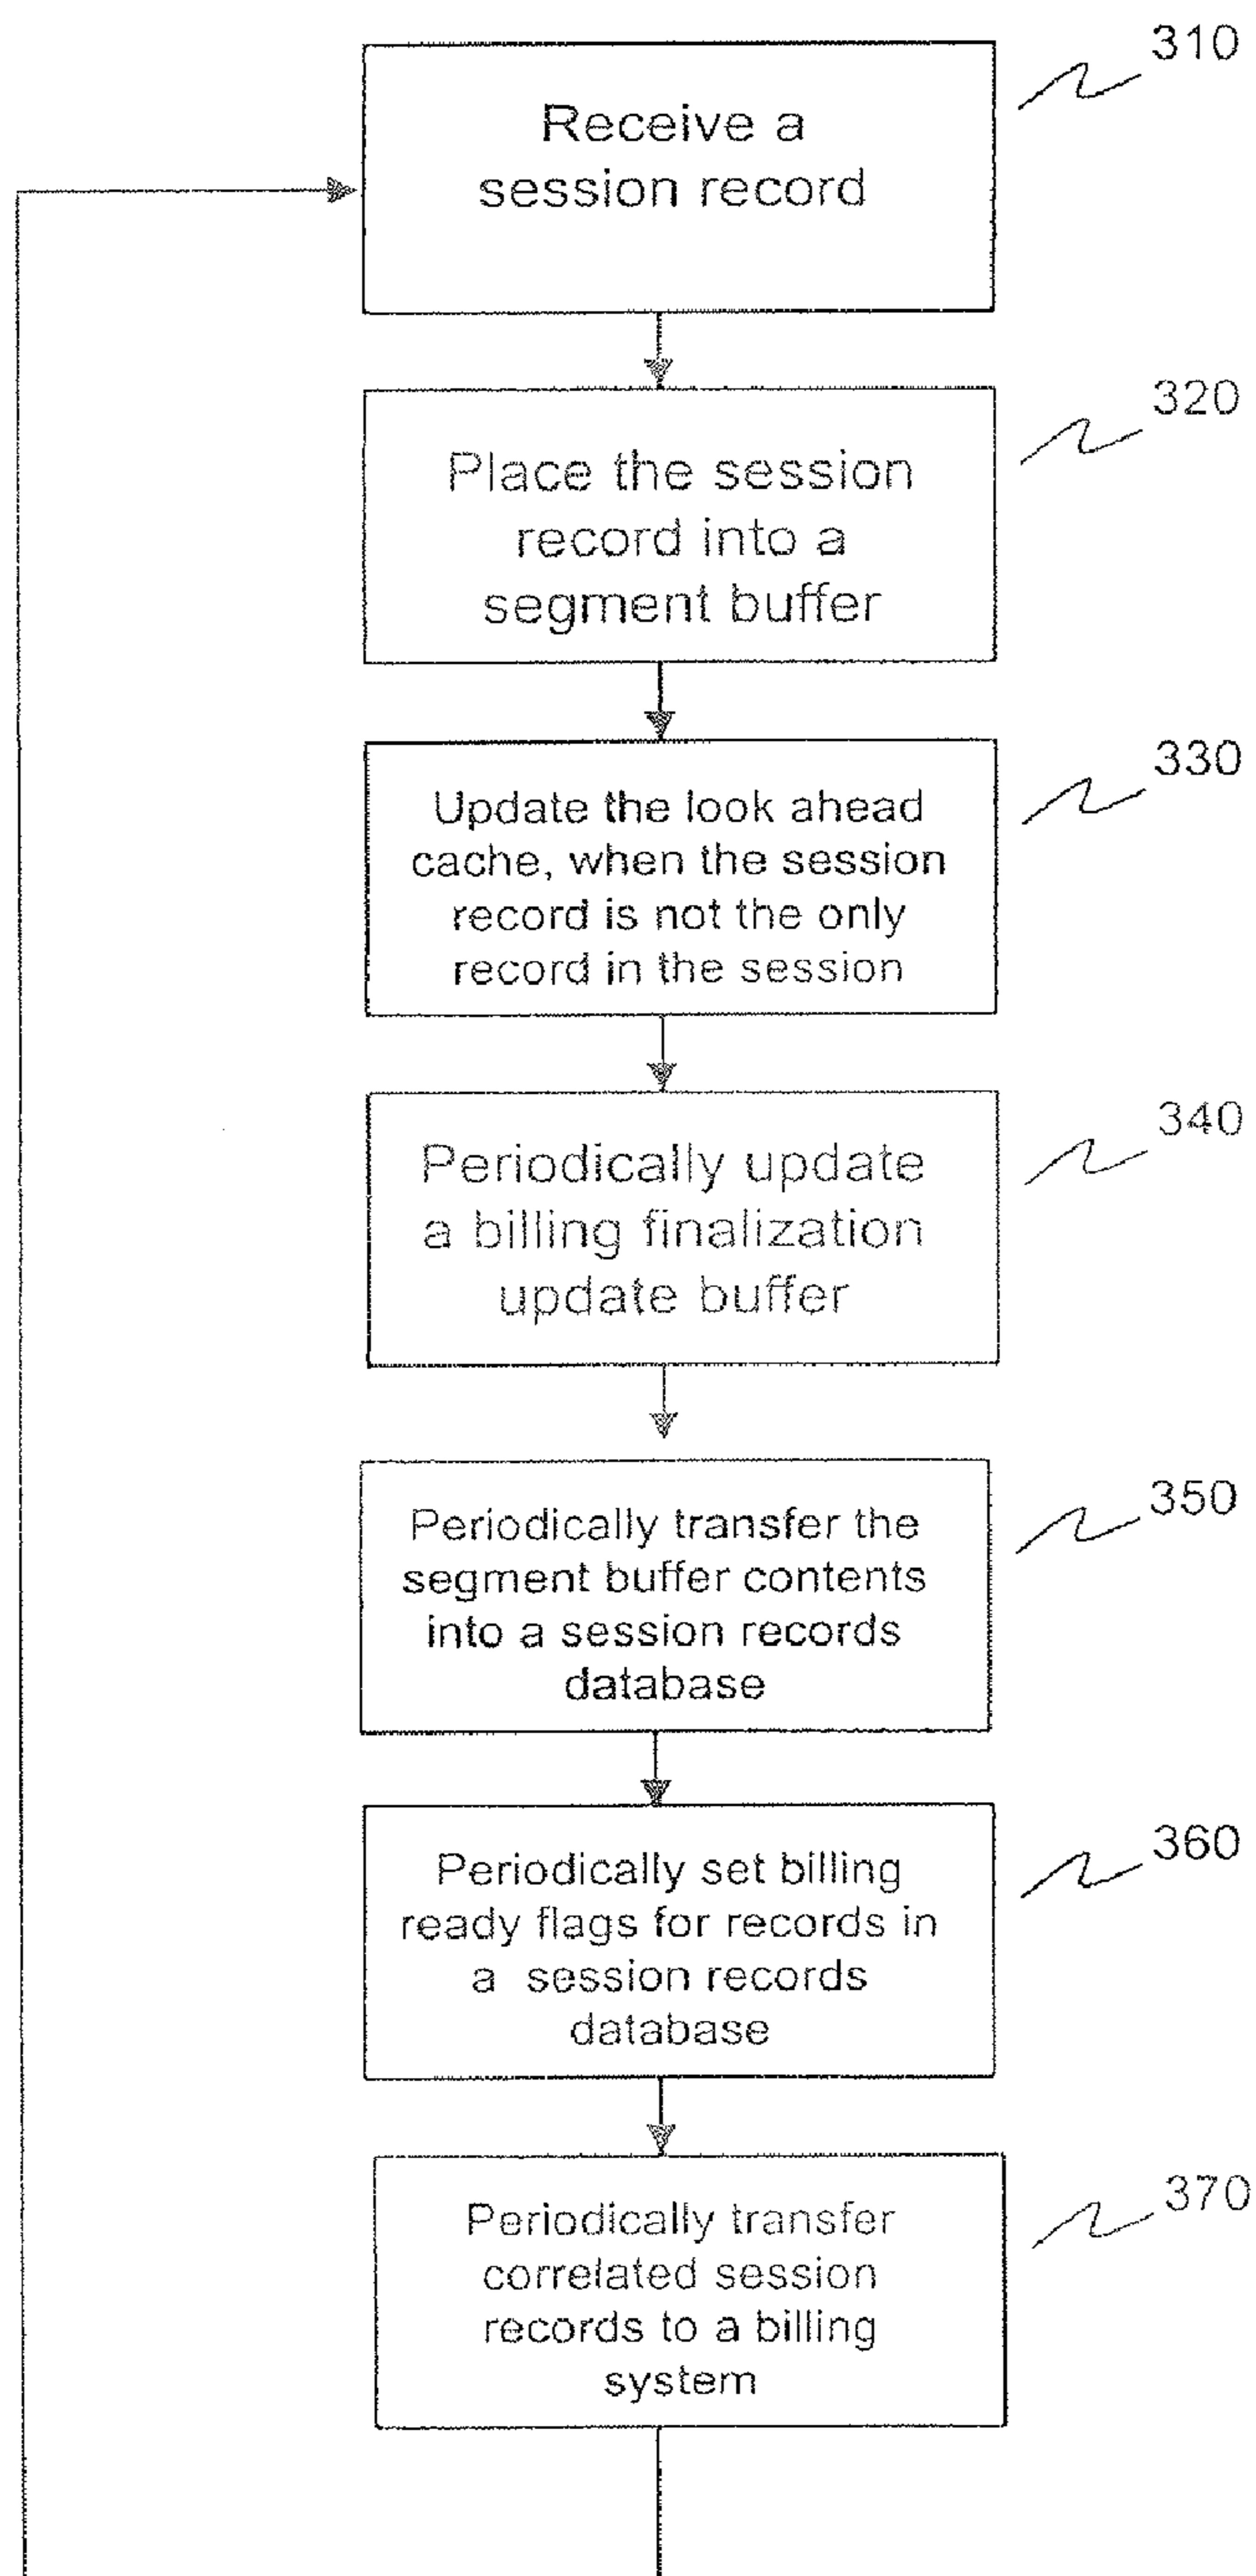 310
Receive a
session record
320
Place the session
record into a
segment buffer
330
Update the look ahead
cache, when the session
record is not the only
record in the session
340
Periodically update
a billing finalization
update buffer
350
Periodically transfer the
segment buffer contents
into a session records
database
360
Periodically set billing
ready flags for records in
a session records
database
370
Periodically transfer
correlated session
records to a billing
system